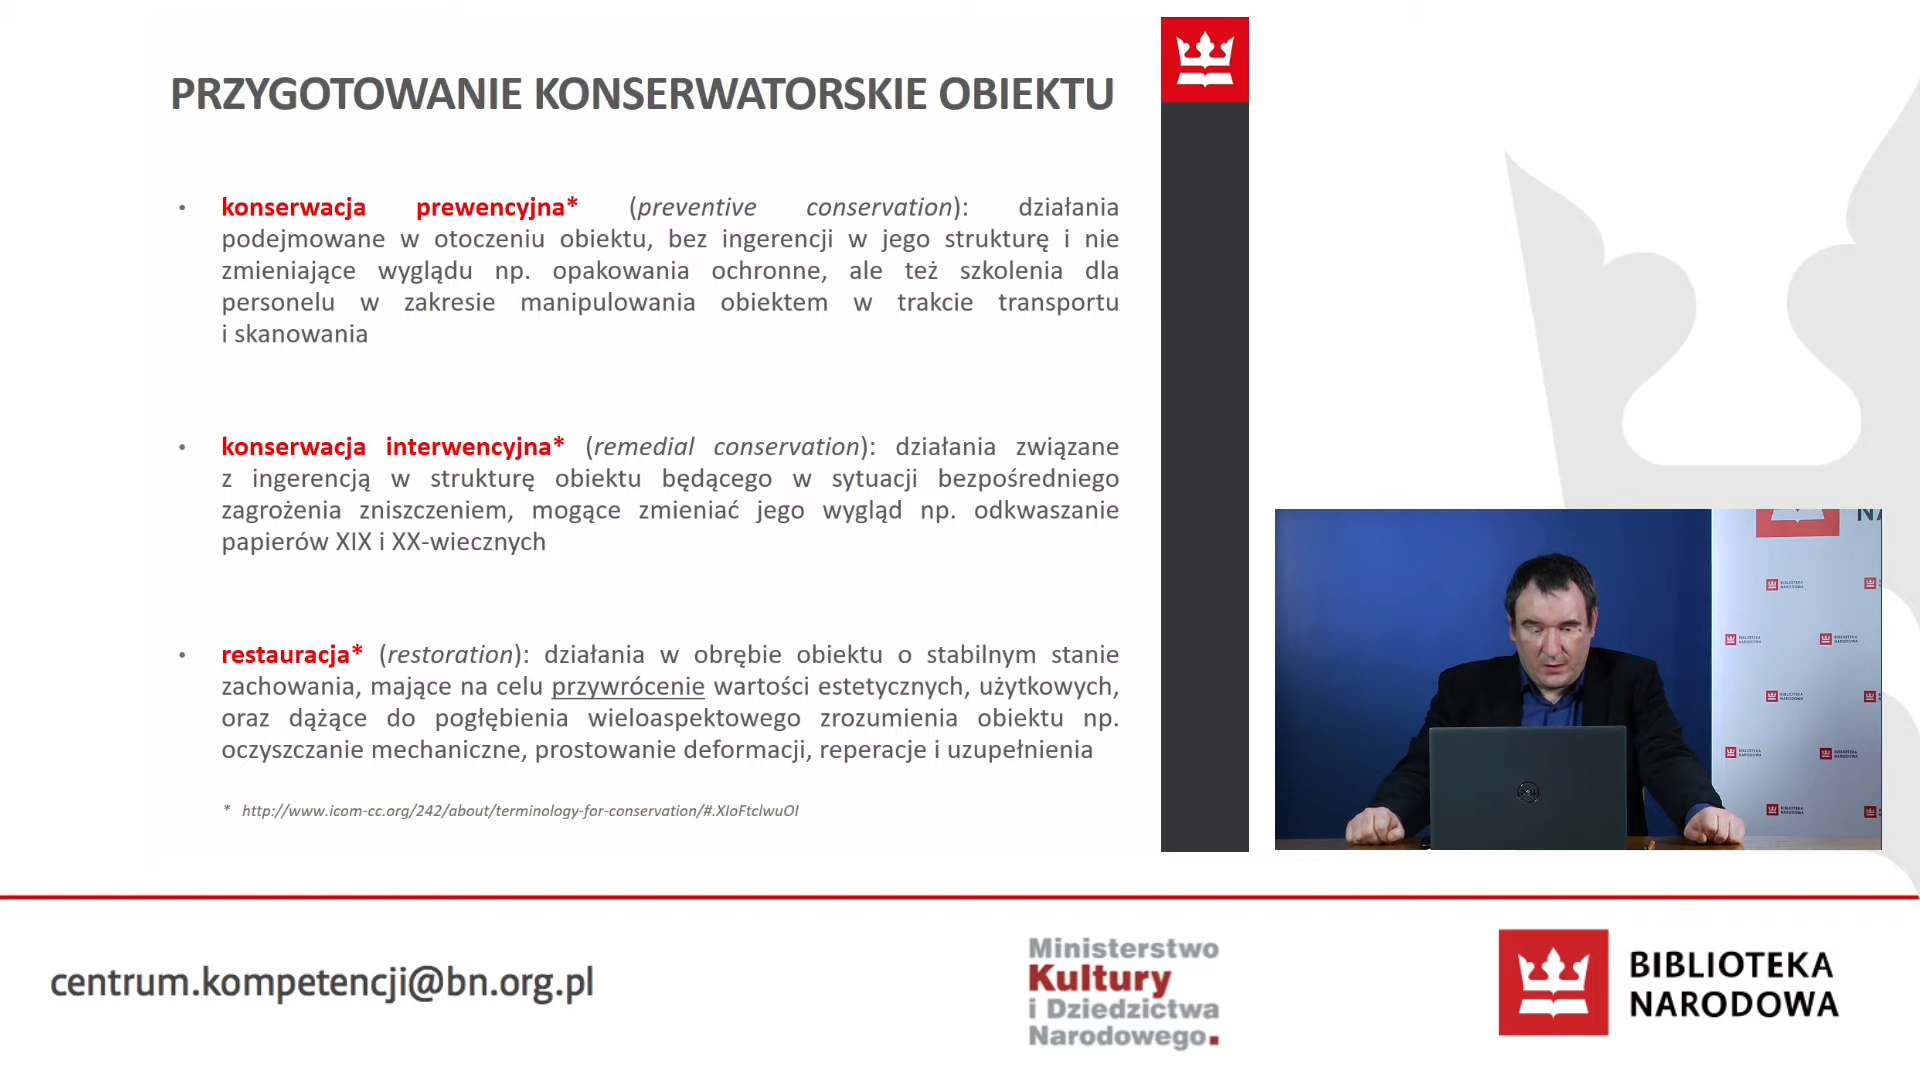 PRZYGOTOWANIE KONSERWATORSKIE OBIEKTU
• konserwacja prewencyjna* (preventive conservation): działania
podejmowane w otoczeniu obiektu, bez ingerencji w jego strukturę i nie
zmieniające wyglądu np. opakowania ochronne, ale też szkolenia dla
personelu w zakresie manipulowania obiektem w trakcie transportu
i skanowania
• konserwacja interwencyjna* (remedial conservation): działania związane
z ingerencją w strukturę obiektu będącego w sytuacji bezpośredniego
zagrożenia zniszczeniem, mogące zmieniać jego wygląd np. odkwaszanie
papierów XIX i XX-wiecznych
• restauracja* (restoration): działania w obrębie obiektu o stabilnym stanie
zachowania, mające na celu przywrócenie wartości estetycznych, użytkowych,
oraz dążące do pogłębienia wieloaspektowego zrozumienia obiektu np.
oczyszczanie mechaniczne, prostowanie deformacji, reperacje i uzupełnienia
* http://www.icom-cc.org/242/about/terminology-for-conservation/#.XIoFtclwuOI
BIBLIOTEKA
NARODOWA
centrum.kompetencji@bn.org.pl
Ministerstwo
Kultury
i Dziedzictwa
Narodowego.
BIBLIOTEKA
NARODOWA